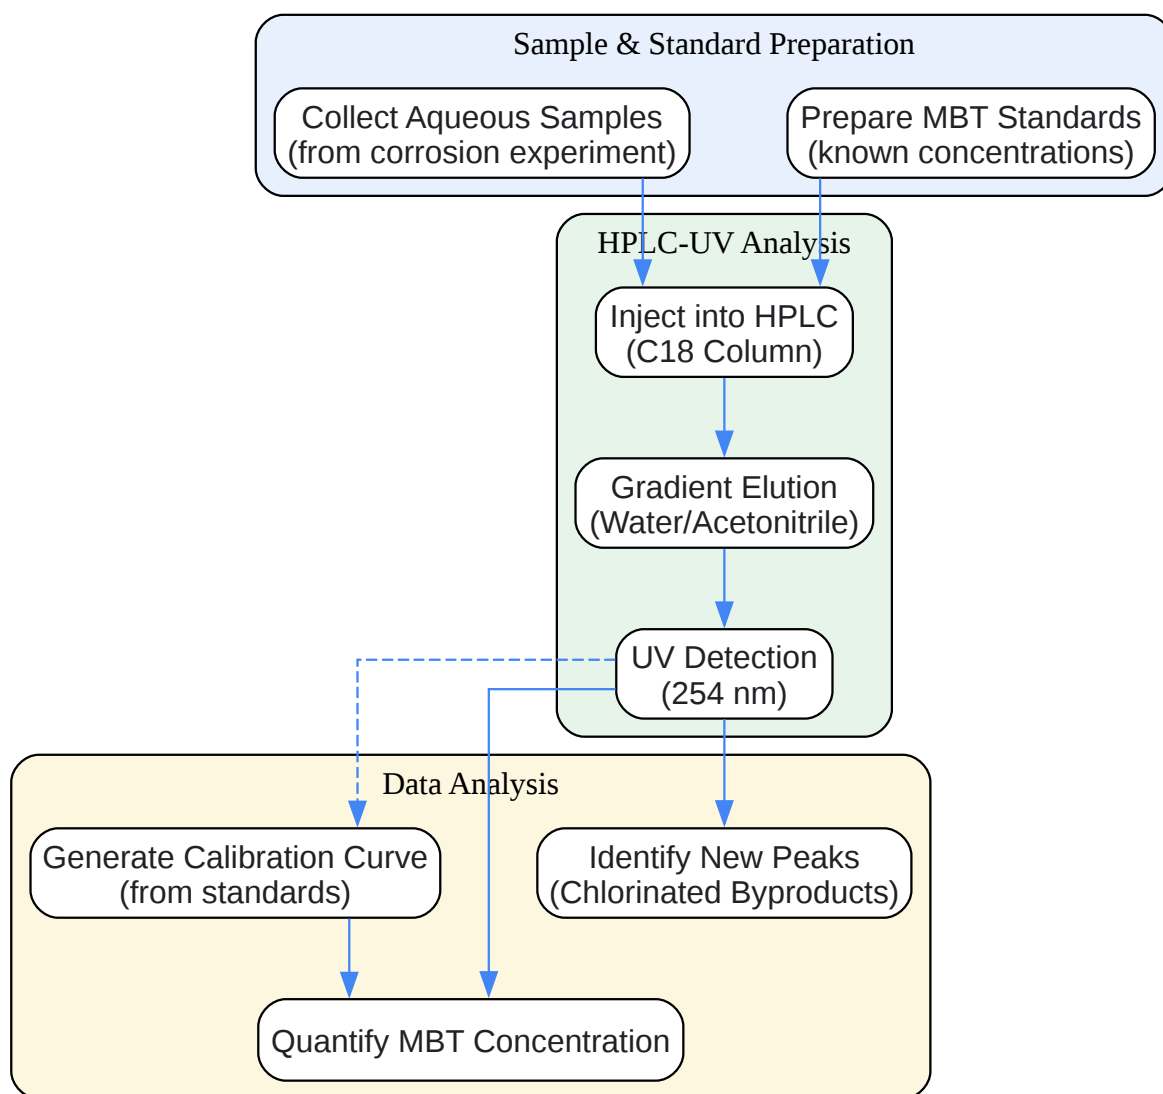 Sample & Standard Preparation
Collect Aqueous Samples
(from corrosion experiment)
Prepare MBT Standards
(known concentrations)
HPLC-UV Analysis
Inject into HPLC
(C18 Column)
Gradient Elution
(Water/Acetonitrile)
UV Detection
(254 nm)
Data Analysis
Generate Calibration Curve
(from standards)
Identify New Peaks
(Chlorinated Byproducts)
Quantify MBT Concentration